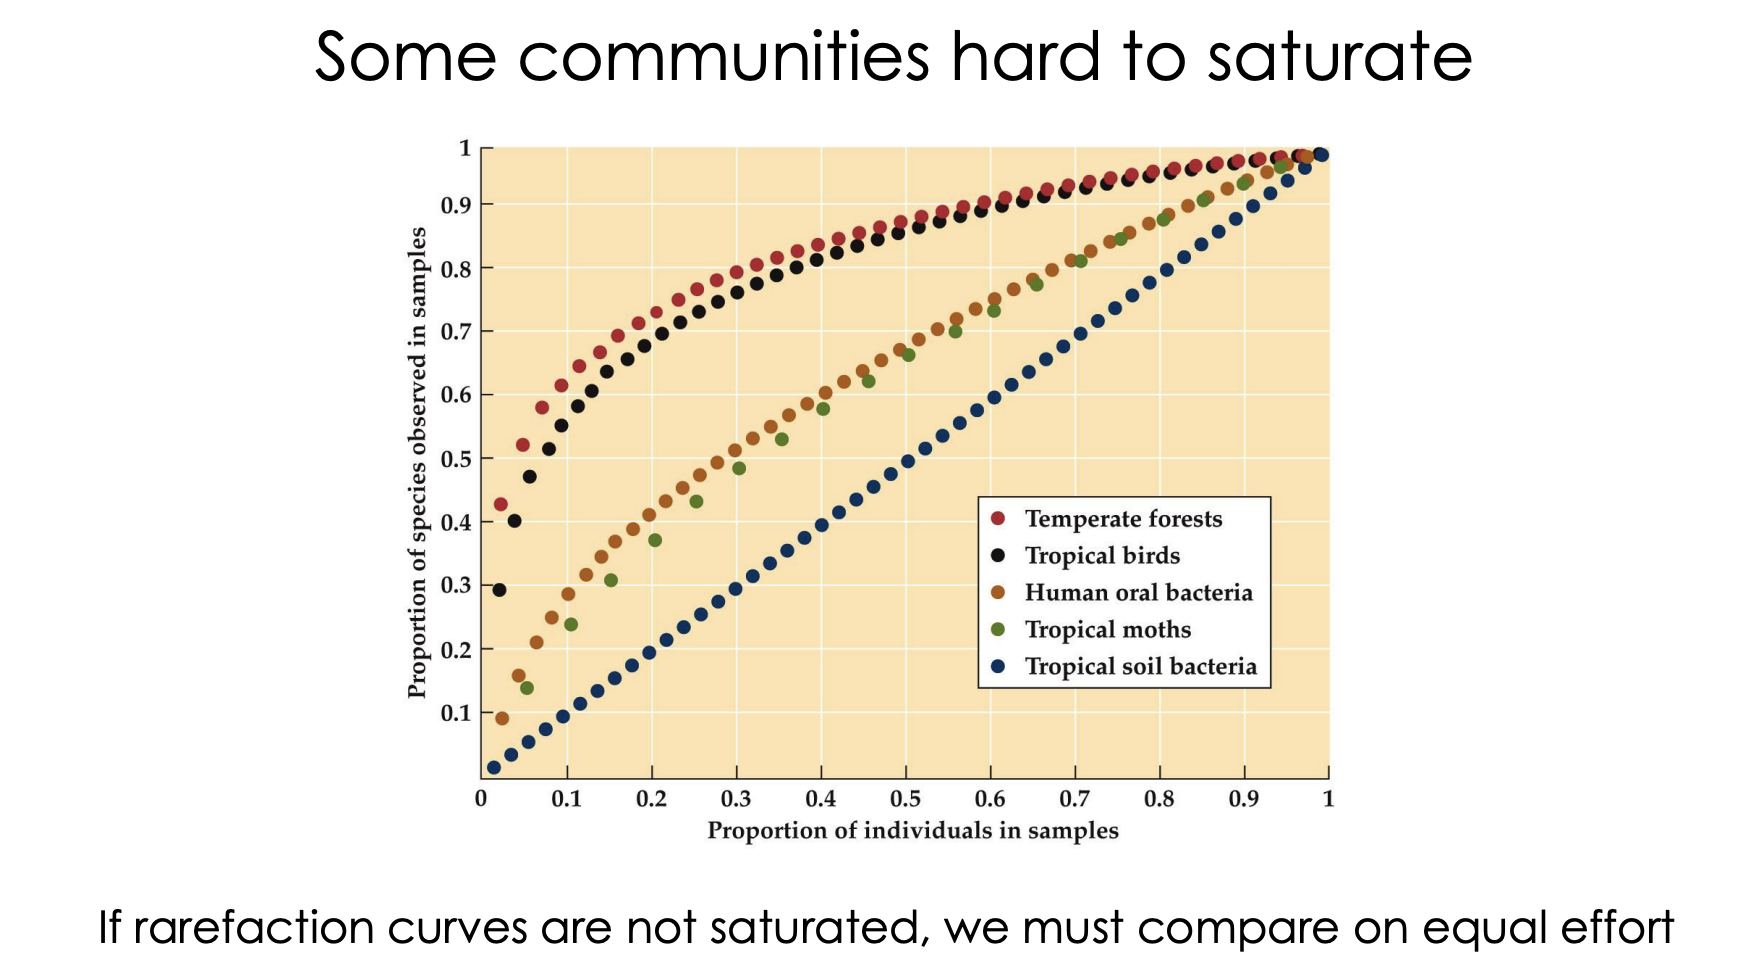 Some communities hard to saturate
1
0.9
0.8
0.7
0.6
0.5
0.4
0.3
0.2
0.1
Proportion of species observed in samples
Temperate forests
Tropical birds
Human oral bacteria
Tropical moths
Tropical soil bacteria
0 0.1 0.2 0.3 0.4 0.5 0.6 0.7 0.8 0.9 1
Proportion of individuals in samples
If rarefaction curves are not saturated, we must compare on equal effort